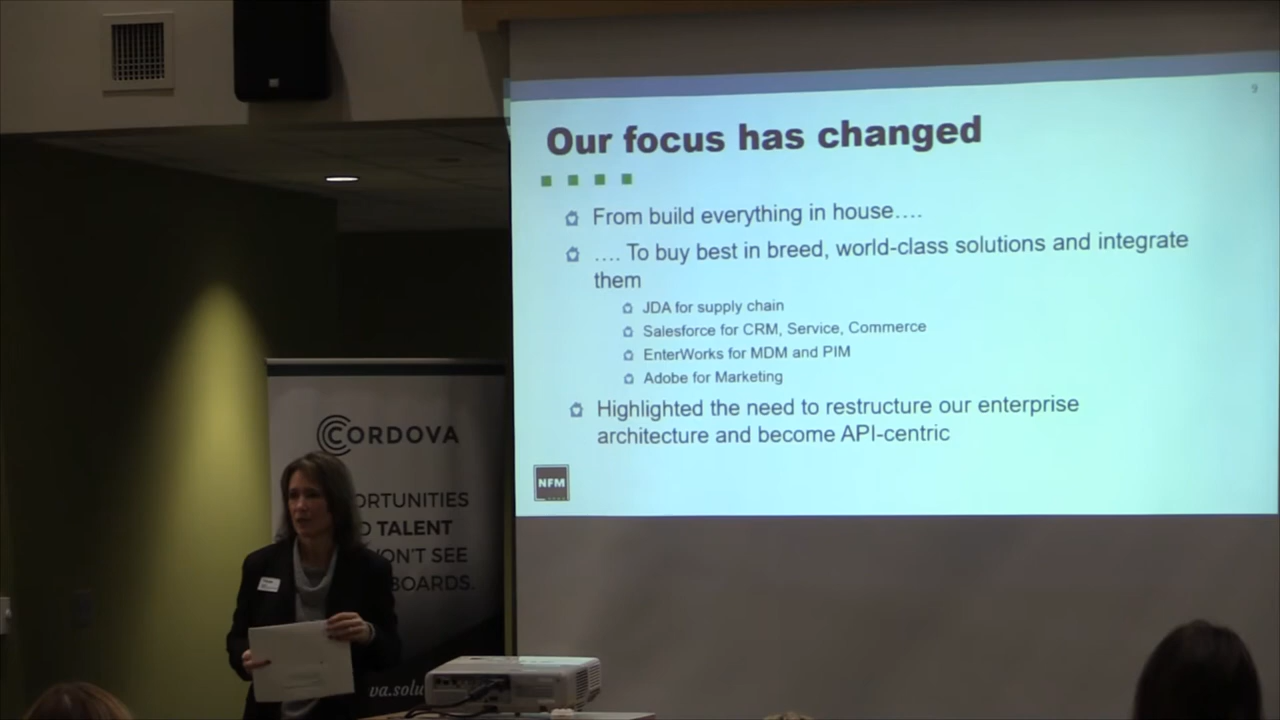 9
Our focus has changed
From build everything in house….
…. To buy best in breed, world-class solutions and integrate
them
JDA for supply chain
Salesforce for CRM, Service, Commerce
EnterWorks for MDM and PIM
Adobe for Marketing
Highlighted the need to restructure our enterprise
architecture and become API-centric
NFM
CORDOVA
ORTUNITIES
TALENT
ON'T SEE
BOARDS.
va.solu